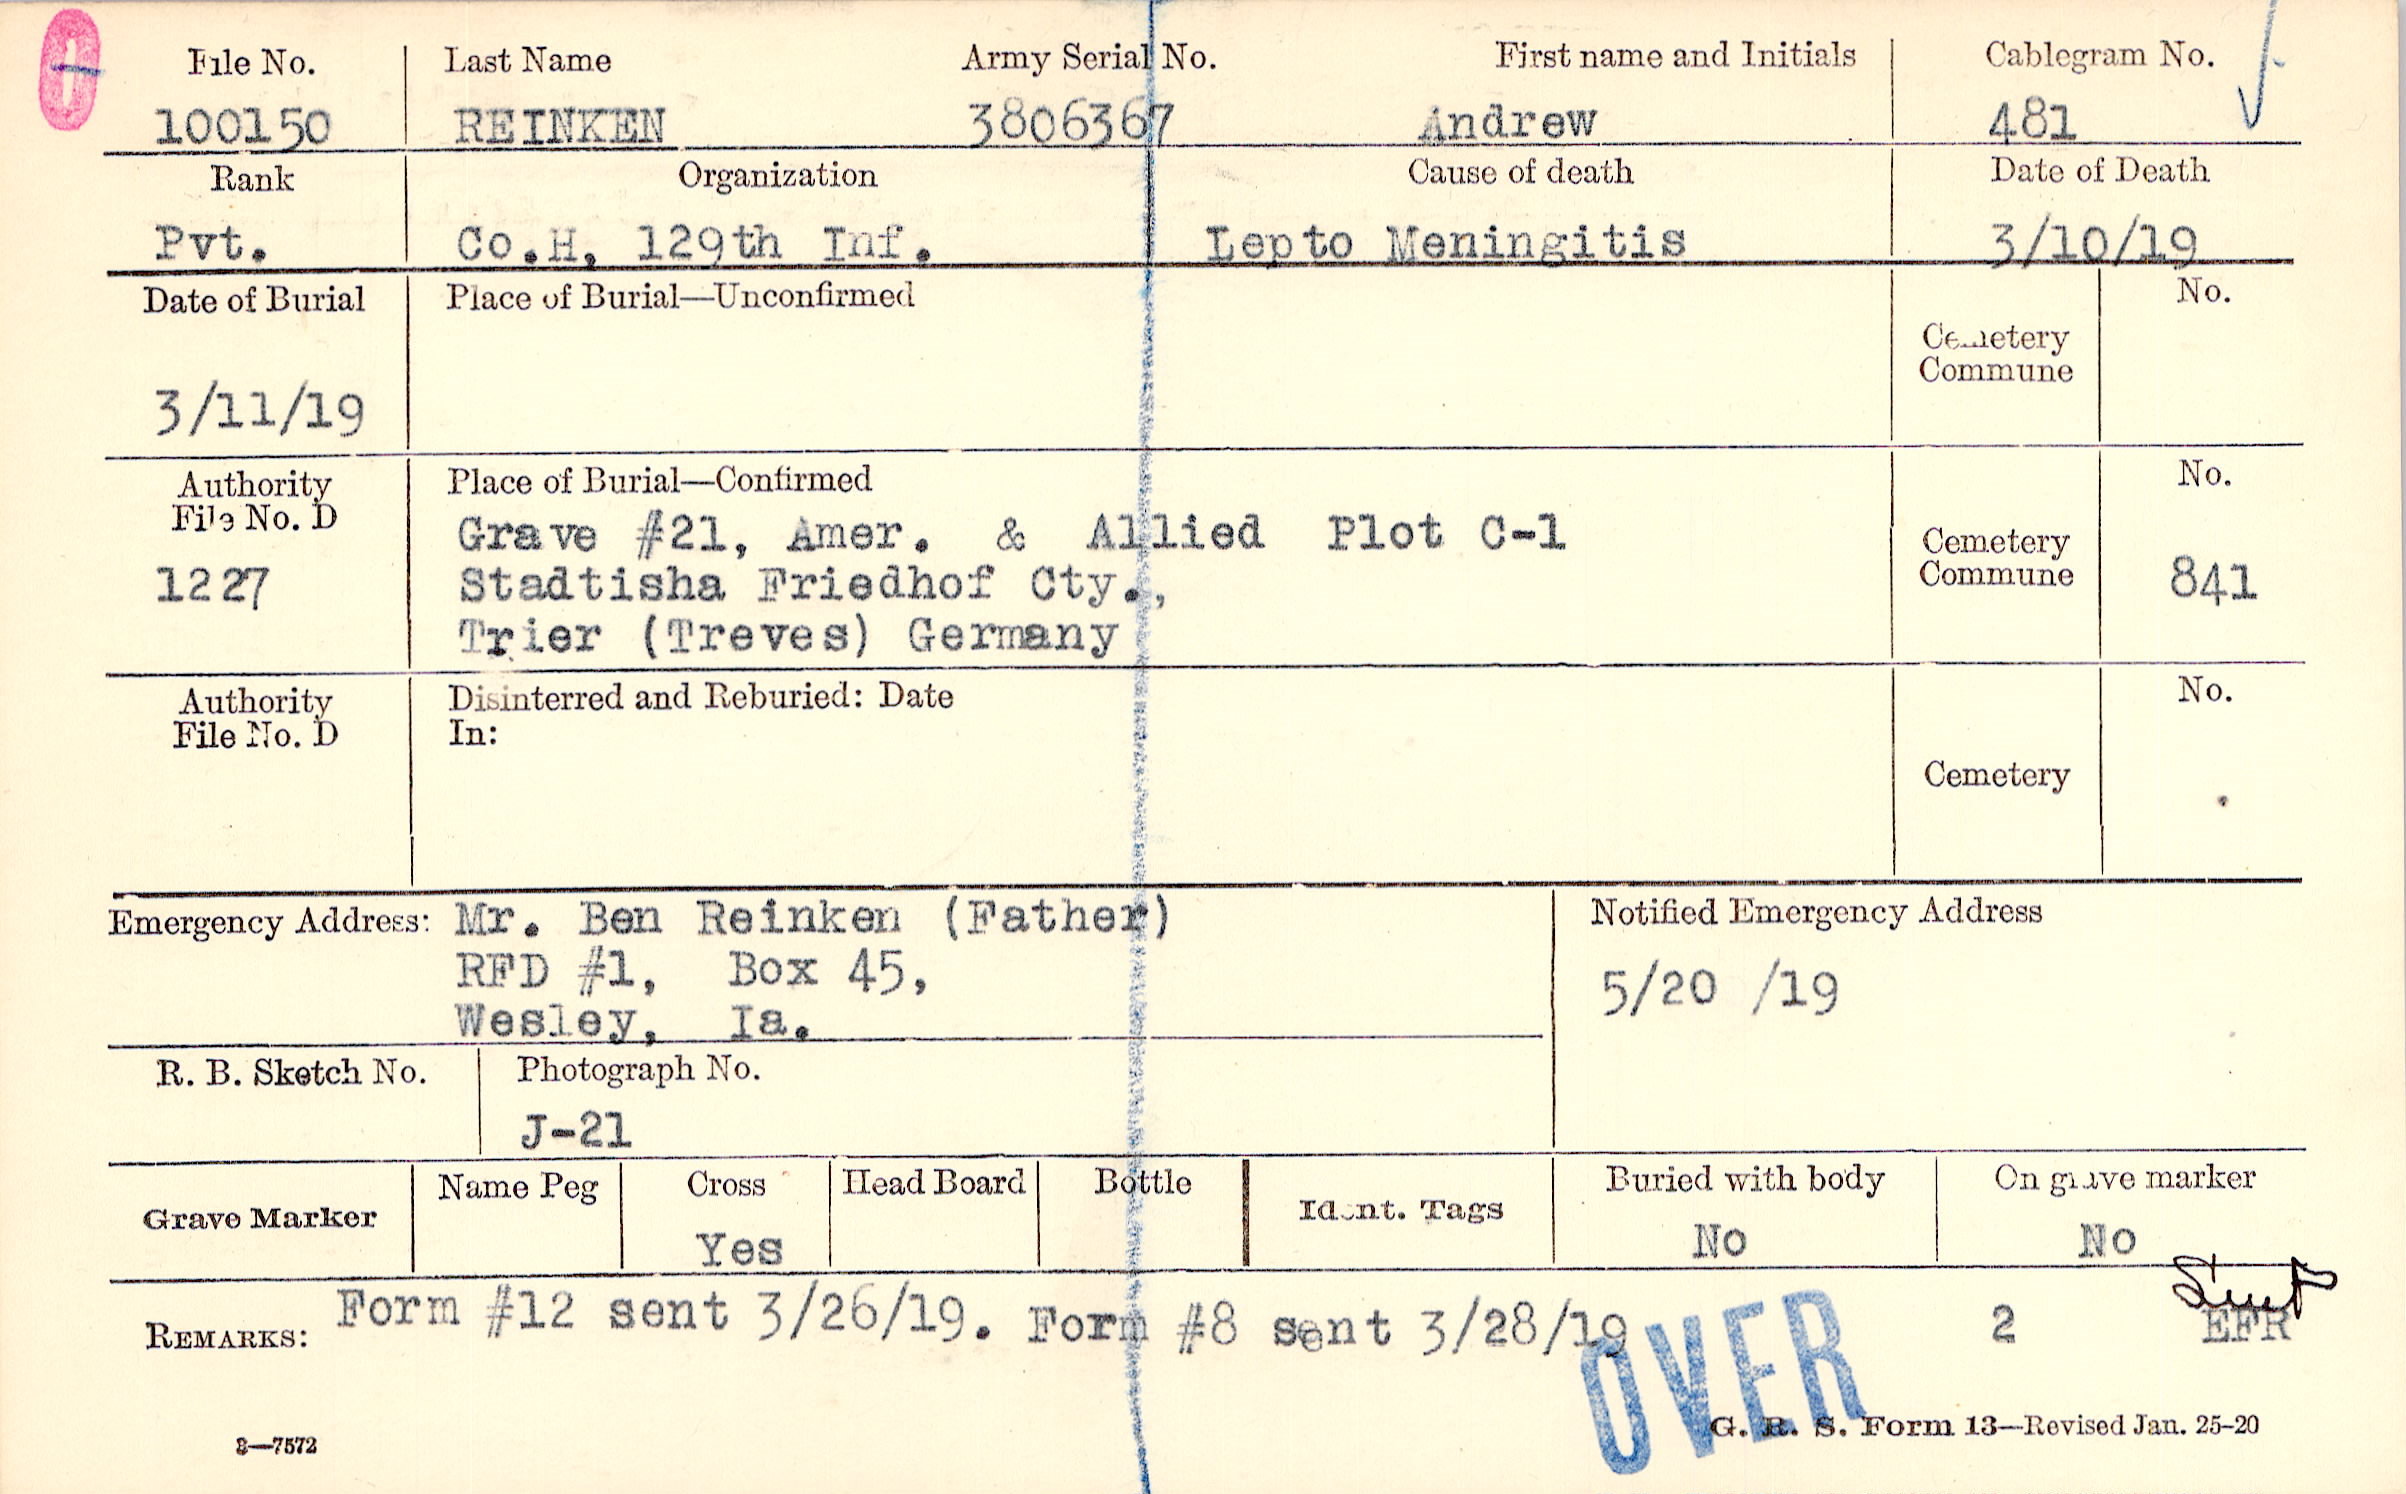 File No. Last Name Army Serial No. First name and Initials Cablegram No.
100150 REINKEN 3806367 Andrew 481
Rank Organization Cause of death Date of Death
Pvt. Co.H, 129th Inf. Lepto Meningitis 3/10/19
Date of Burial Place of Burial—Unconfirmed No.
Cemetery
Commune
3/11/19
Authority Place of Burial—Confirmed No.
File No. D
Grave #21, Amer. & Allied Plot C-1
Cemetery
Commune
1227 Stadtisha Friedhof Cty., 841
Trier (Treves) Germany
Authority Disinterred and Reburied: Date No.
File No. D In:
Cemetery
Emergency Address: Mr. Ben Reinken (Father) Notified Emergency Address
RFD #1, Box 45, 5/20 /19
Wesley, Ia.
R. B. Sketch No. Photograph No.
J-21
Grave Marker Name Peg Cross Head Board Bottle Ident. Tags Buried with body On grave marker
Yes No No
REMARKS: Form #12 sent 3/26/19. Form #8 sent 3/28/19 2 EFR
OVER
3—7572 G. R. S. Form 13—Revised Jan. 25-20